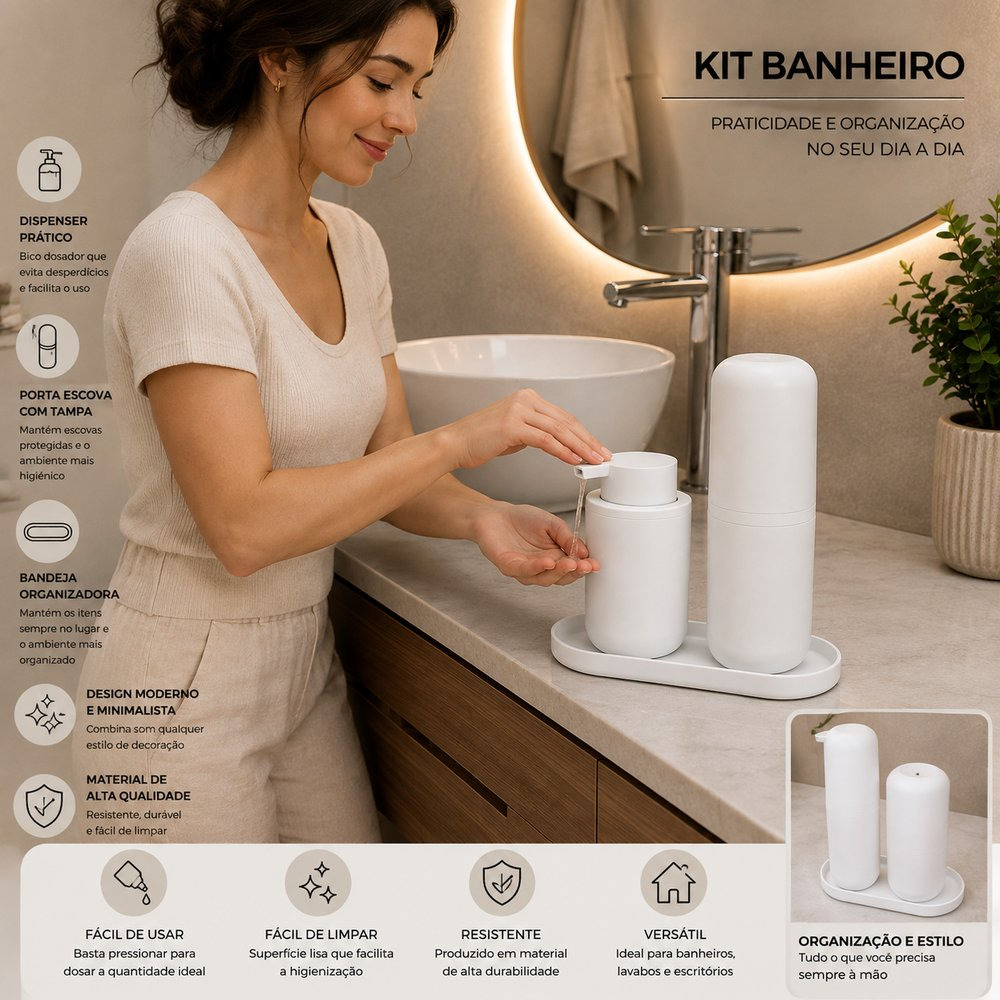 KIT BANHEIRO
PRATICIDADE E ORGANIZAÇÃO
NO SEU DIA A DIA
DISPENSER
PRÁTICO
Bico dosador que
evita desperdícios
e facilita o uso
PORTA ESCOVA
COM TAMPA
Mantém escovas
protegidas e o
ambiente mais
higiénico
BANDEJA
ORGANIZADORA
Mantém os itens
sempre no lugar e
o ambiente mais
organizado
DESIGN MODERNO
E MINIMALISTA
Combina som qualquer
estilo de decoração
MATERIAL DE
ALTA QUALIDADE
Resistente, durável
e fácil de limpar
FÁCIL DE USAR
Basta pressionar para
dosar a quantidade ideal
FÁCIL DE LIMPAR
Superfície lisa que facilita
a higienização
RESISTENTE
Produzido em material
de alta durabilidade
VERSÁTIL
Ideal para banheiros,
lavabos e escritórios
ORGANIZAÇÃO E ESTILO
Tudo o que você precisa
sempre à mão